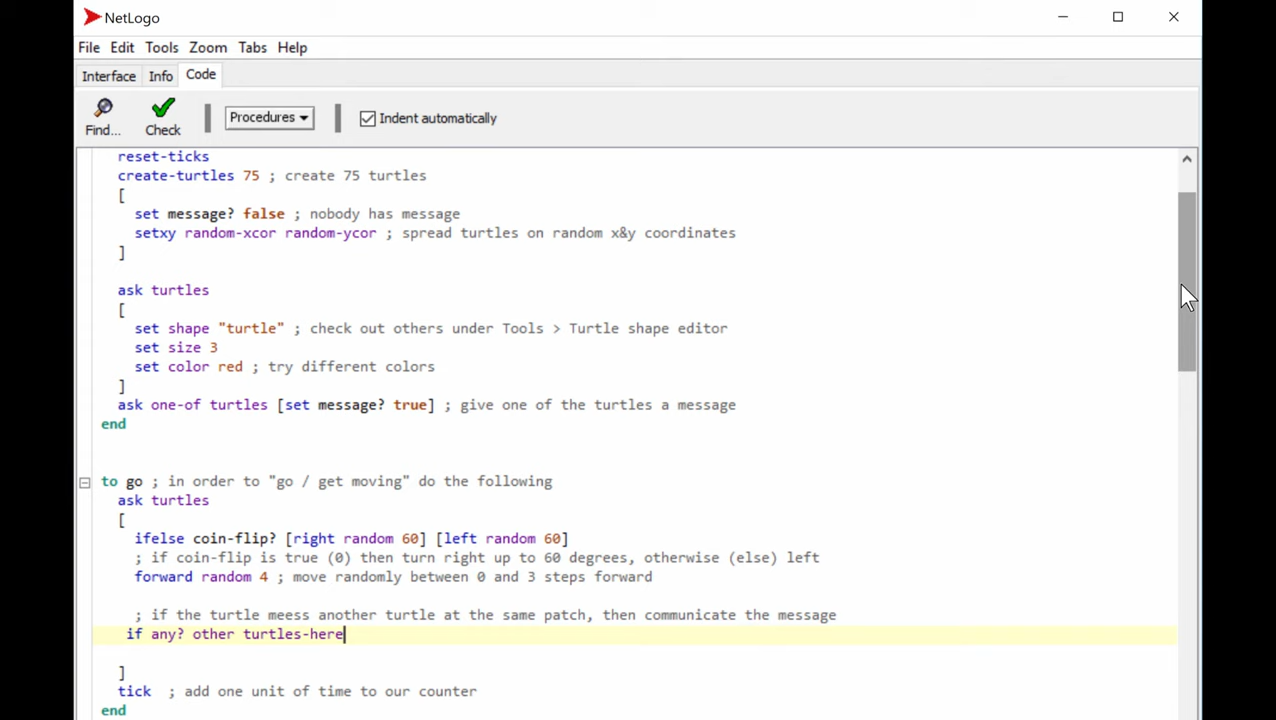 NetLogo
File Edit Tools Zoom Tabs Help
Interface Info Code
Find... Check Procedures Indent automatically
reset-ticks
create-turtles 75 ; create 75 turtles
[
set message? false ; nobody has message
setxy random-xcor random-ycor ; spread turtles on random x&y coordinates
]
ask turtles
[
set shape "turtle" ; check out others under Tools > Turtle shape editor
set size 3
set color red ; try different colors
]
ask one-of turtles [set message? true] ; give one of the turtles a message
end
to go ; in order to "go / get moving" do the following
ask turtles
[
ifelse coin-flip? [right random 60] [left random 60]
; if coin-flip is true (0) then turn right up to 60 degrees, otherwise (else) left
forward random 4 ; move randomly between 0 and 3 steps forward
; if the turtle meess another turtle at the same patch, then communicate the message
if any? other turtles-here
]
tick ; add one unit of time to our counter
end